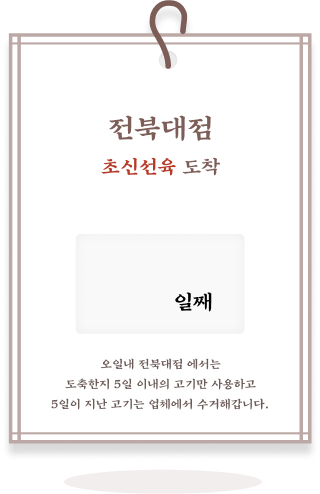 전북대점
초신선육 도착
일째
오일내 전북대점 에서는
도축한지 5일 이내의 고기만 사용하고
5일이 지난 고기는 업체에서 수거해갑니다.